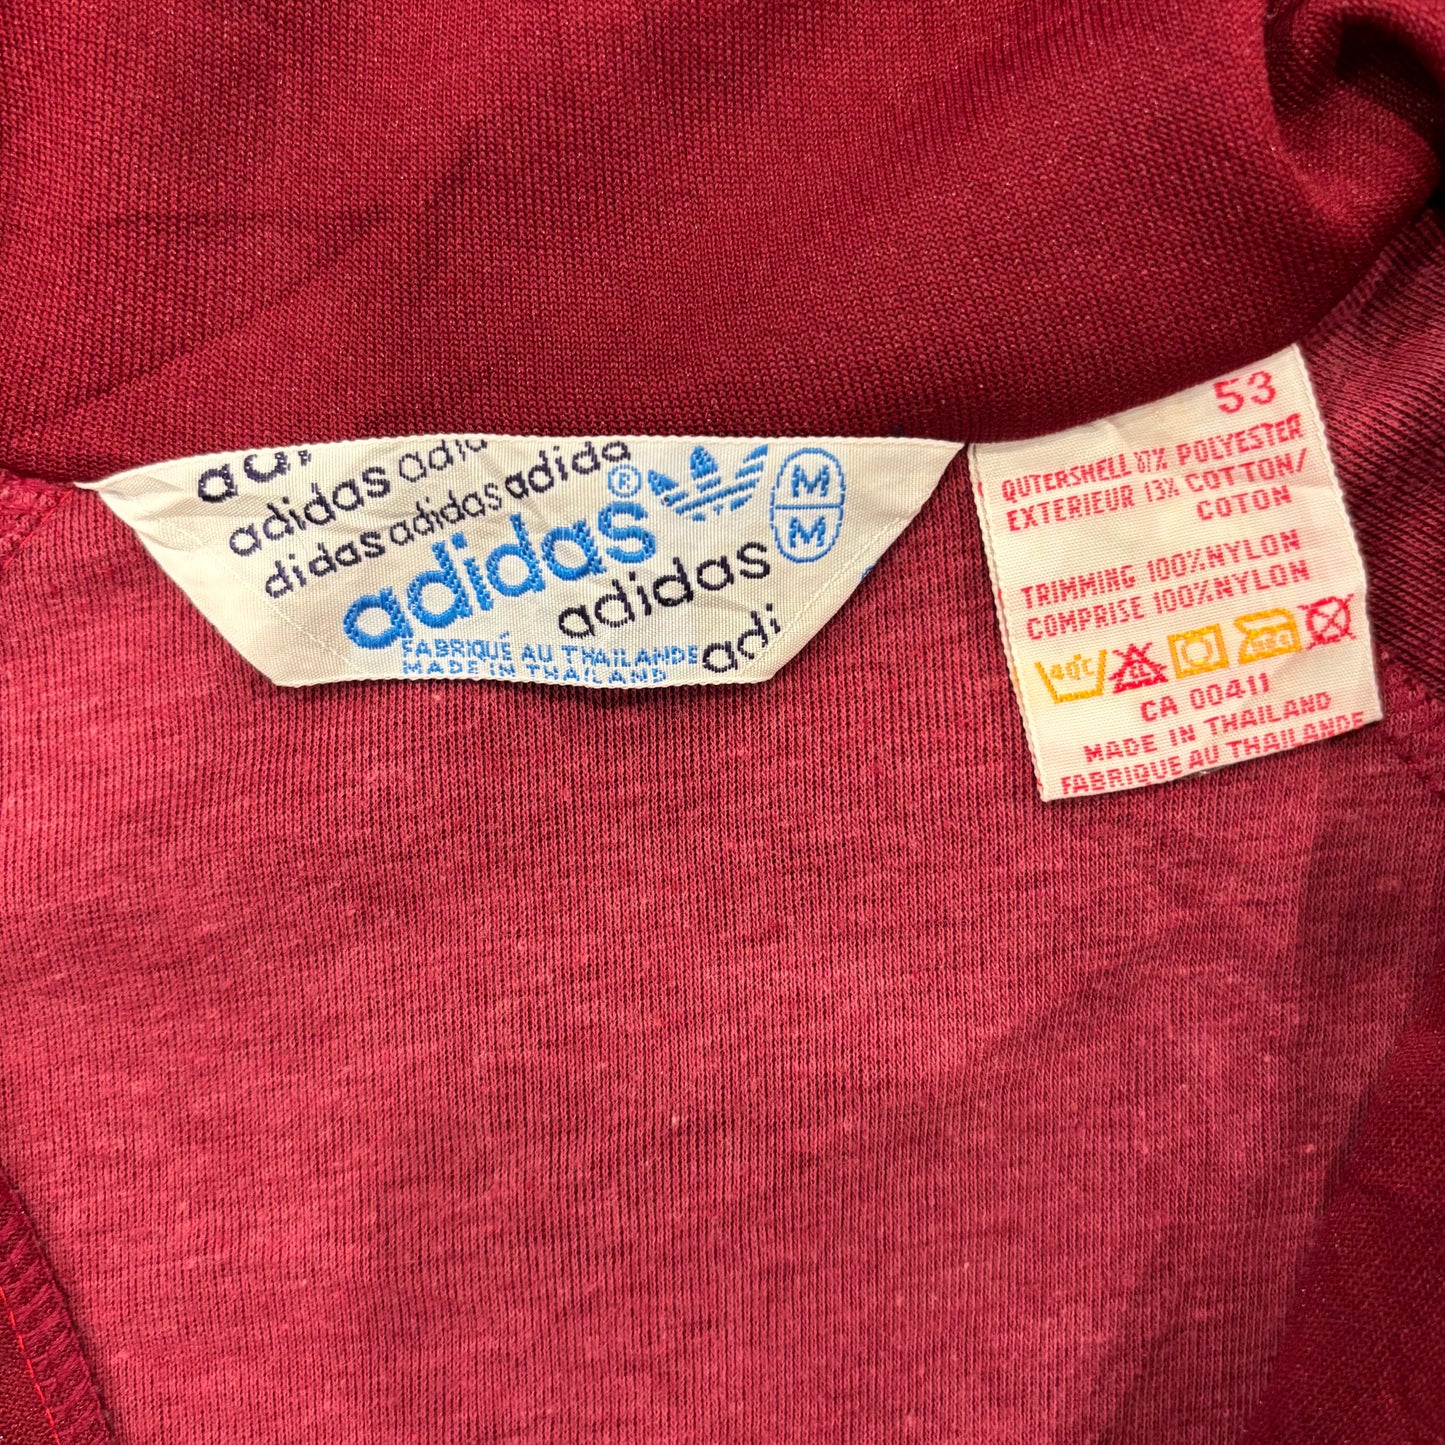 adidas adid
didas adidas adida
adidas ®
adidas
adi
M
M
FABRIQUÉ AU THAILANDE
MADE IN THAILAND
53
OUTERSHELL 87% POLYESTER
EXTERIEUR 13% COTTON/
COTON
TRIMMING 100%NYLON
COMPRISE 100%NYLON
40°C
CA 00411
MADE IN THAILAND
FABRIQUE AU THAILANDE